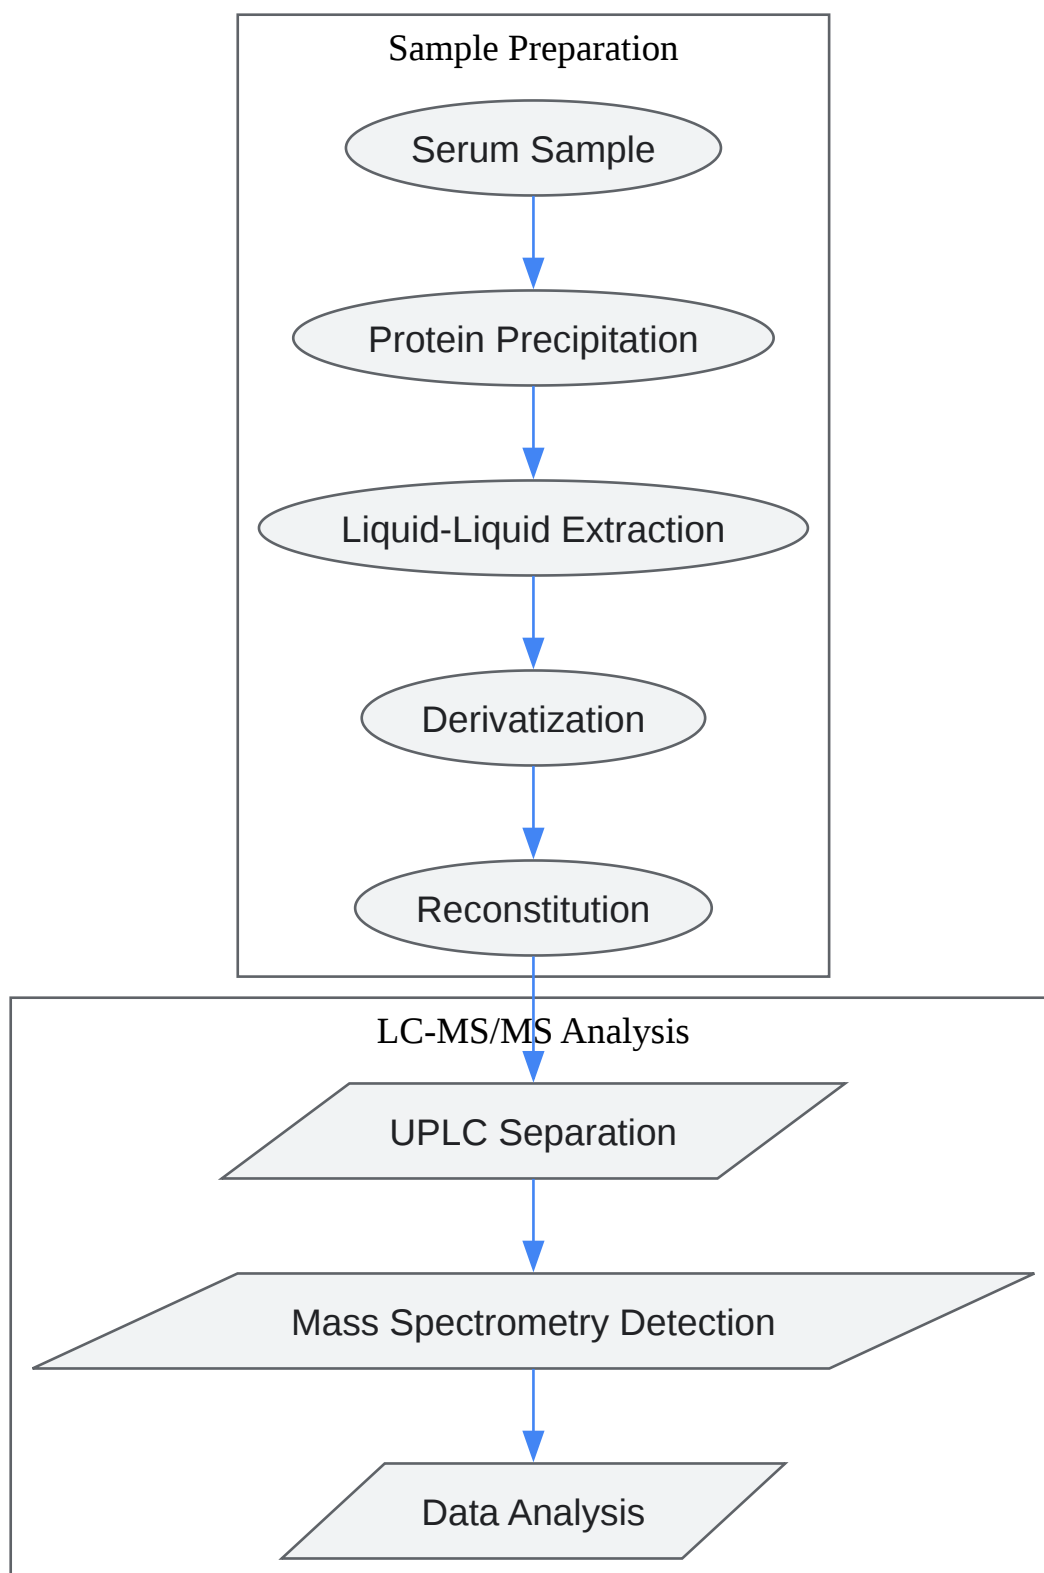 Sample Preparation
Serum Sample
Protein Precipitation
Liquid-Liquid Extraction
Derivatization
Reconstitution
LC-MS/MS Analysis
UPLC Separation
Mass Spectrometry Detection
Data Analysis